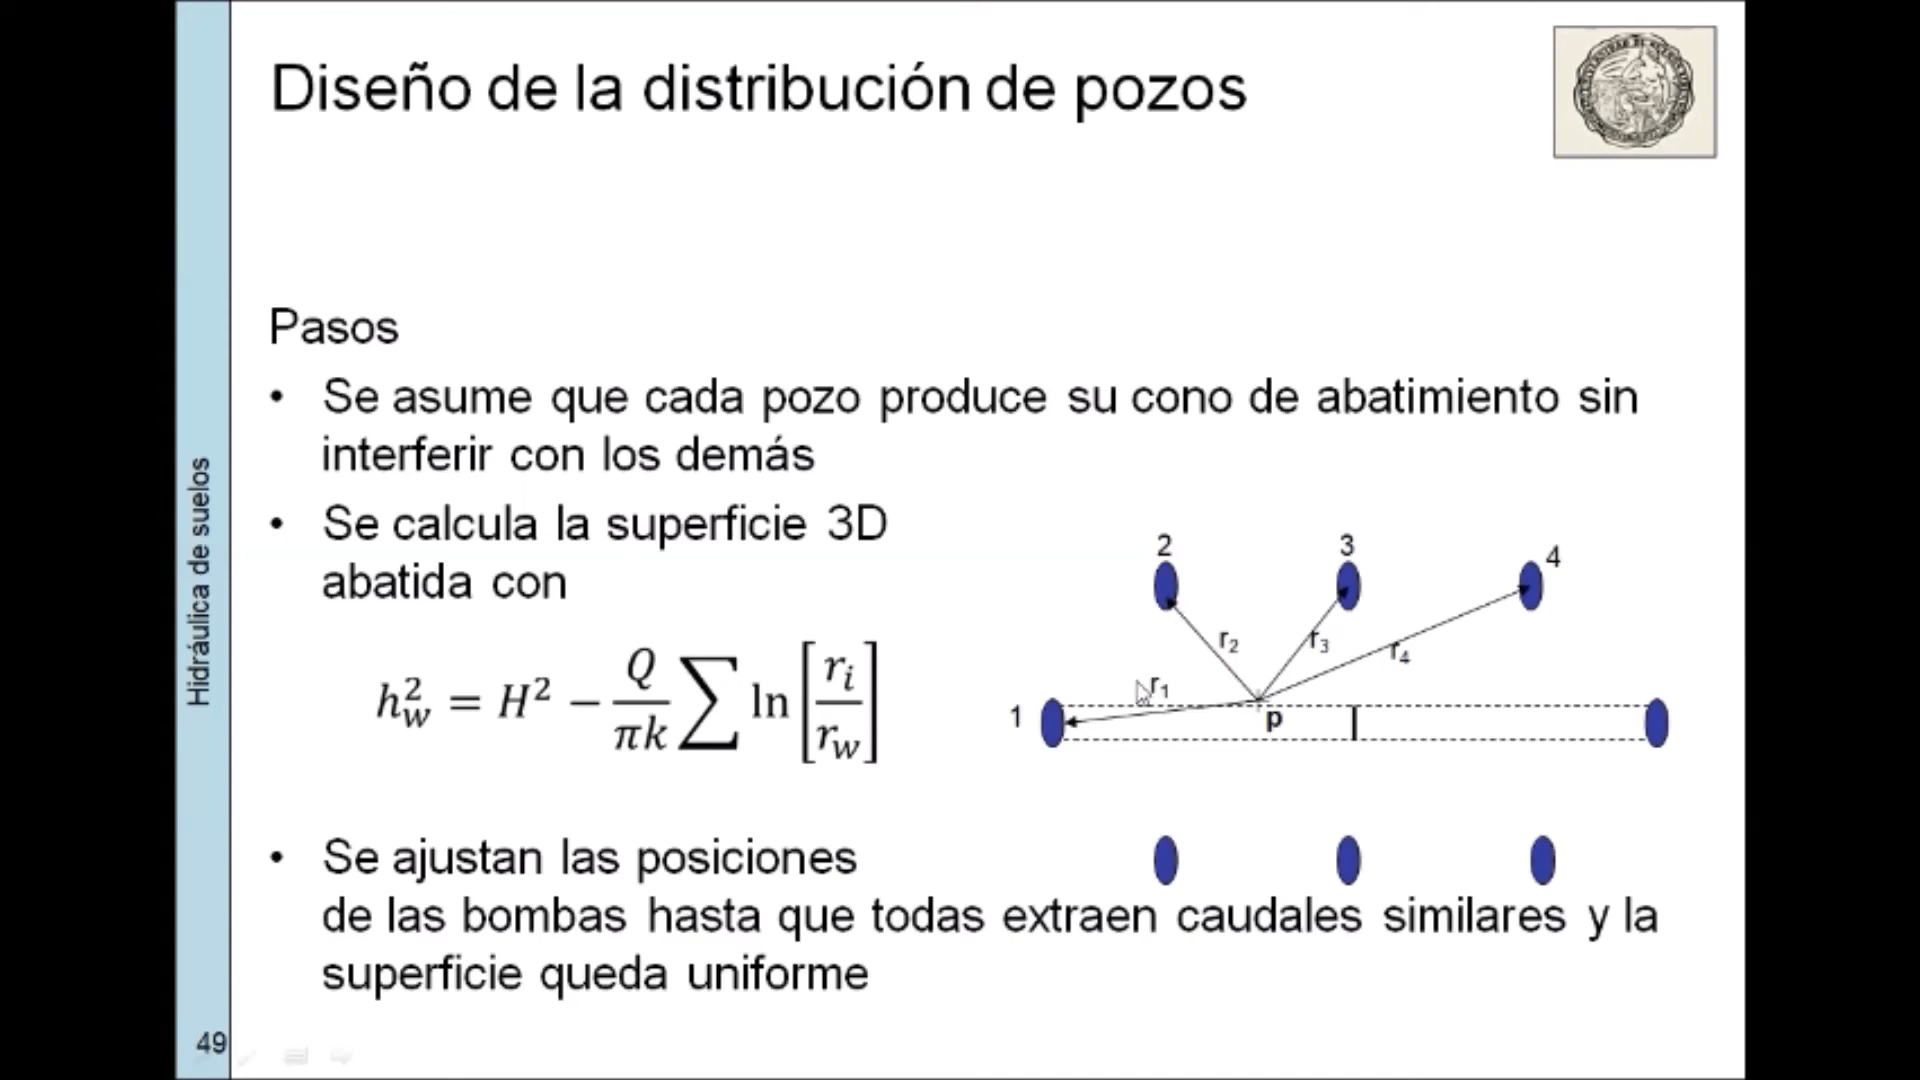 Diseño de la distribución de pozos
Pasos
• Se asume que cada pozo produce su cono de abatimiento sin
interferir con los demás
• Se calcula la superficie 3D
abatida con
h_w^2 = H^2 − Q/(πk) ∑ ln [r_i/r_w]
• Se ajustan las posiciones
de las bombas hasta que todas extraen caudales similares y la
superficie queda uniforme
2 3 4
r₂ r₃ r₄
r₁
1 p
Hidráulica de suelos
49